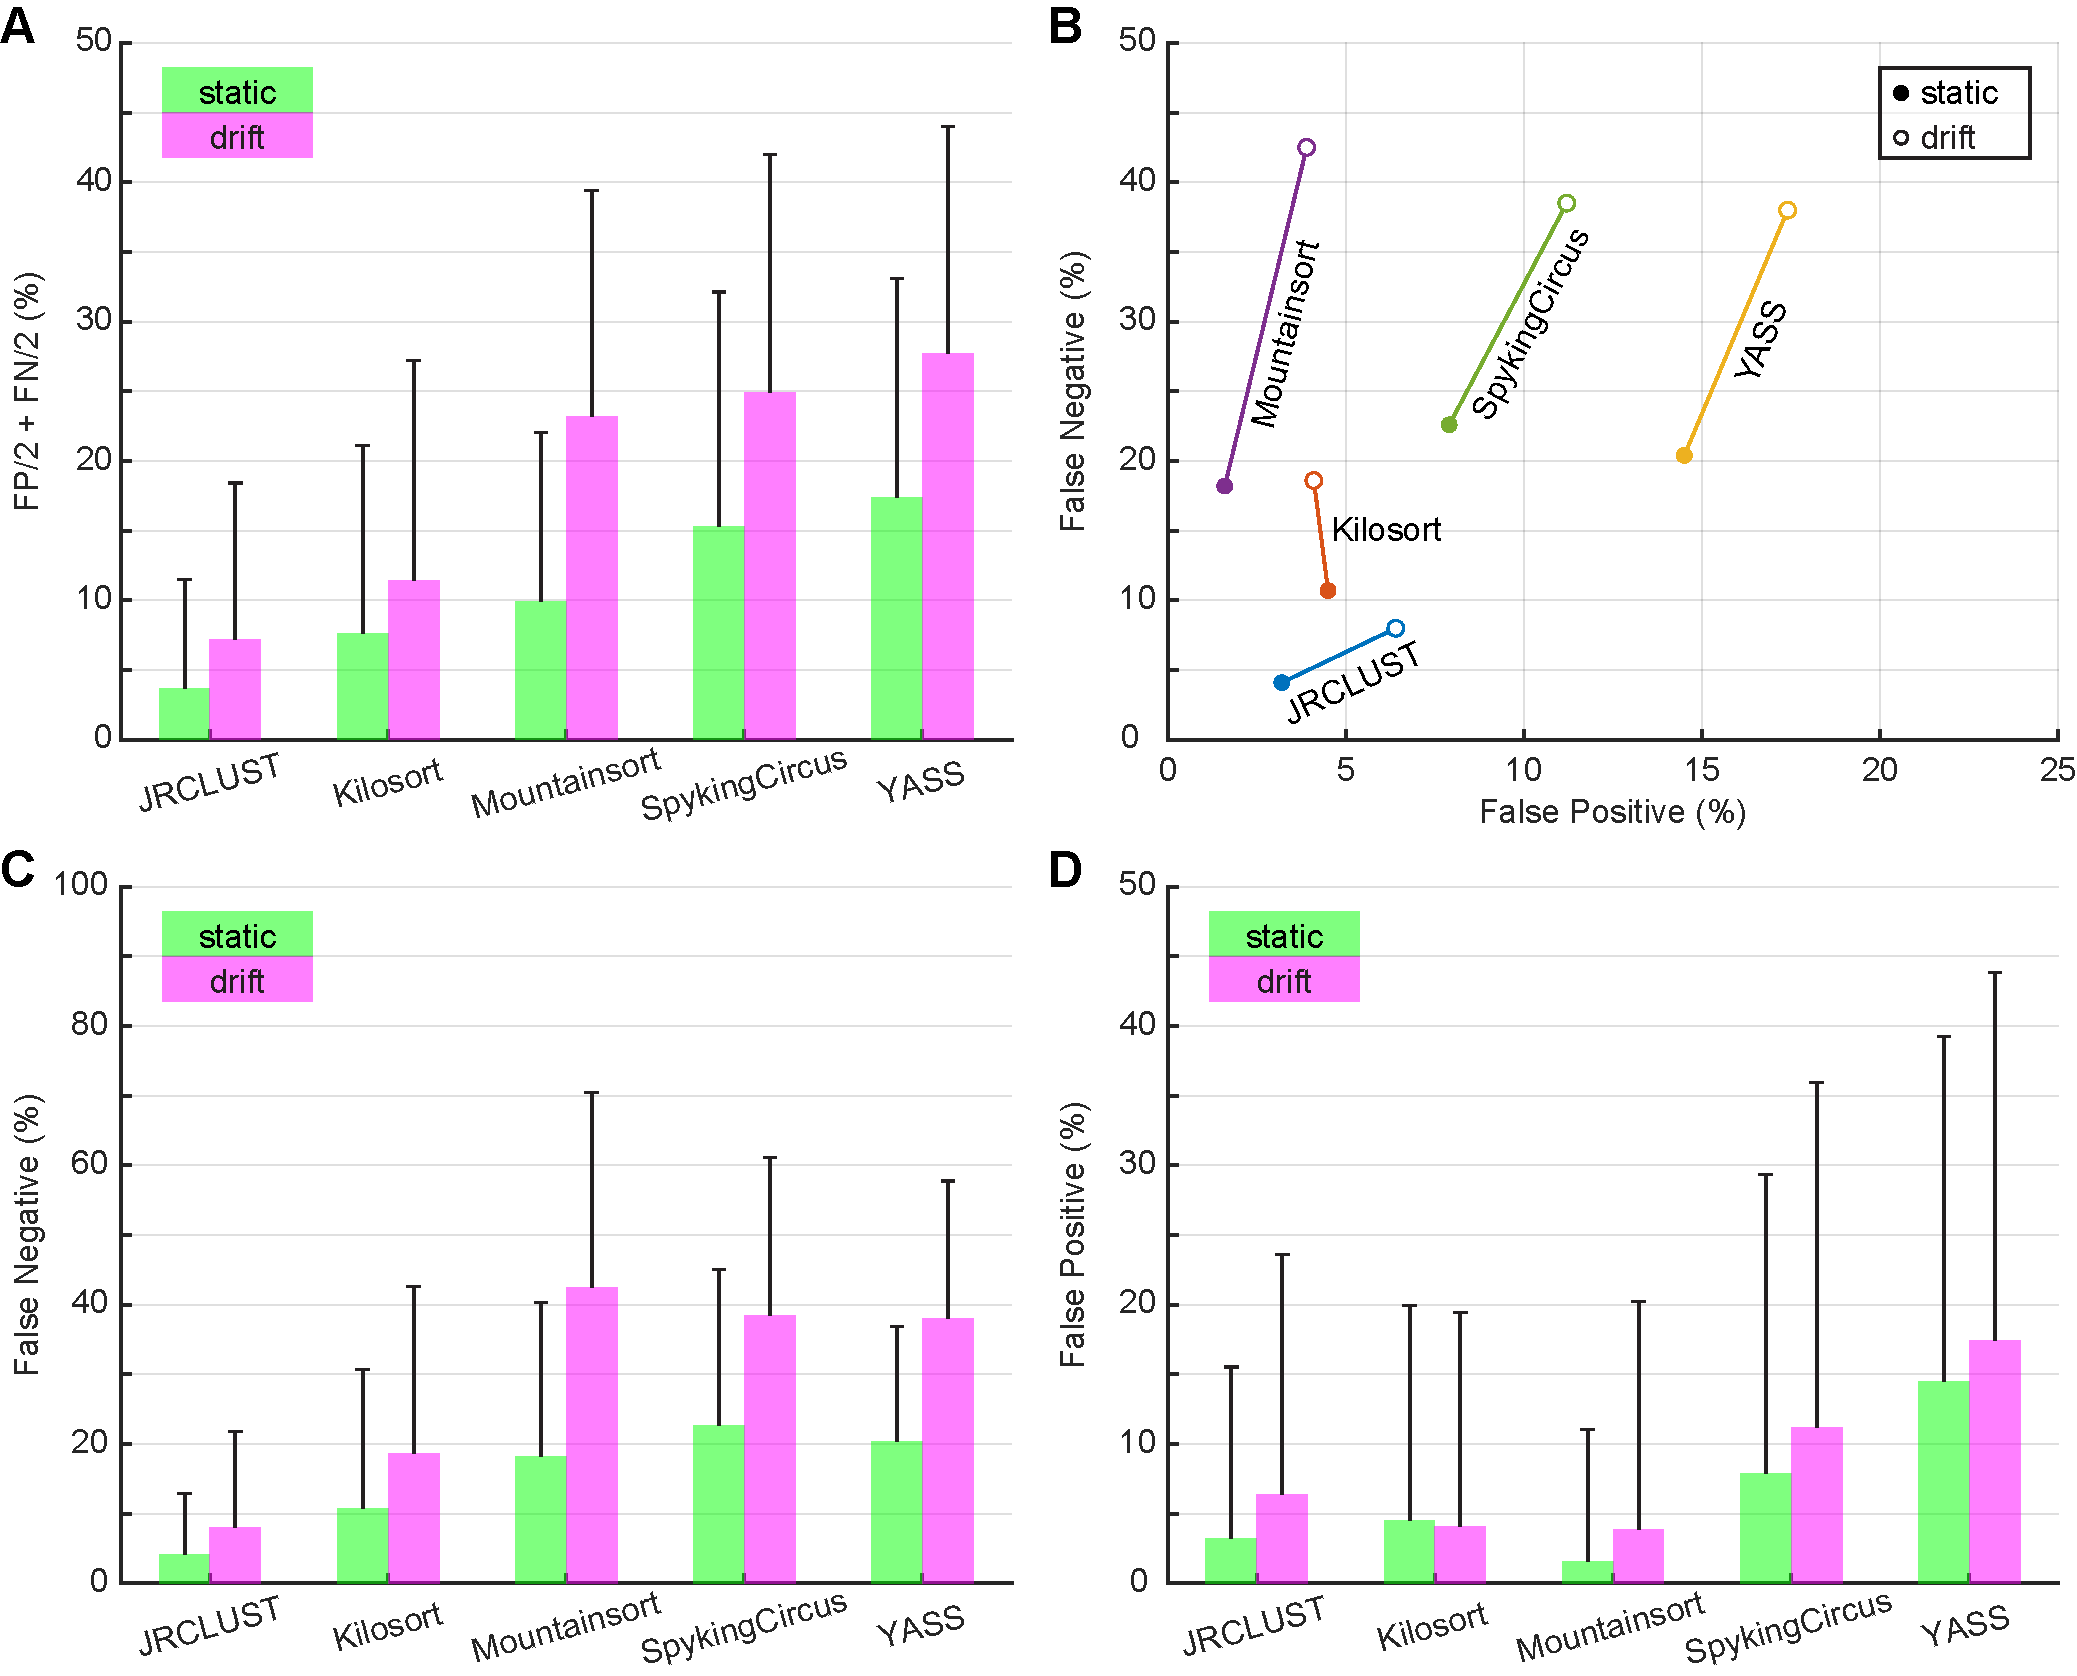 A
50
40
30
20
10
0
FP/2 + FN/2 (%)
static
drift
JRCLUST
Kilosort
Mountainsort
SpykingCircus
YASS
B
50
40
30
20
10
0
False Negative (%)
static
drift
Mountainsort
SpykingCircus
YASS
Kilosort
JRCLUST
0 5 10 15 20 25
False Positive (%)
C
100
80
60
40
20
0
False Negative (%)
static
drift
JRCLUST
Kilosort
Mountainsort
SpykingCircus
YASS
D
50
40
30
20
10
0
False Positive (%)
static
drift
JRCLUST
Kilosort
Mountainsort
SpykingCircus
YASS